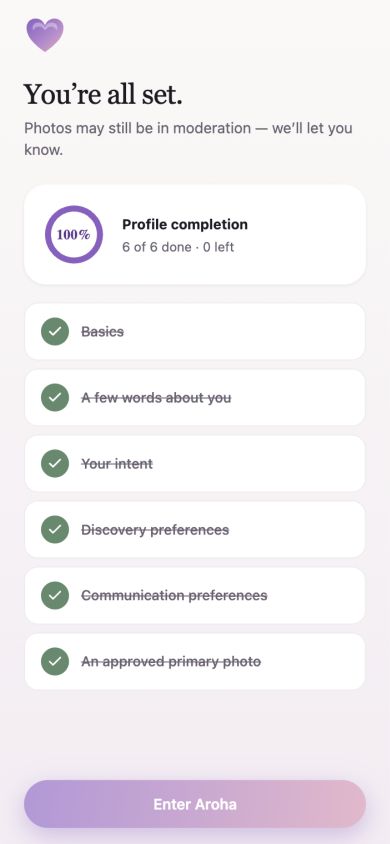 You’re all set.
Photos may still be in moderation — we’ll let you
know.
100%
Profile completion
6 of 6 done · 0 left
Basics
A few words about you
Your intent
Discovery preferences
Communication preferences
An approved primary photo
Enter Aroha